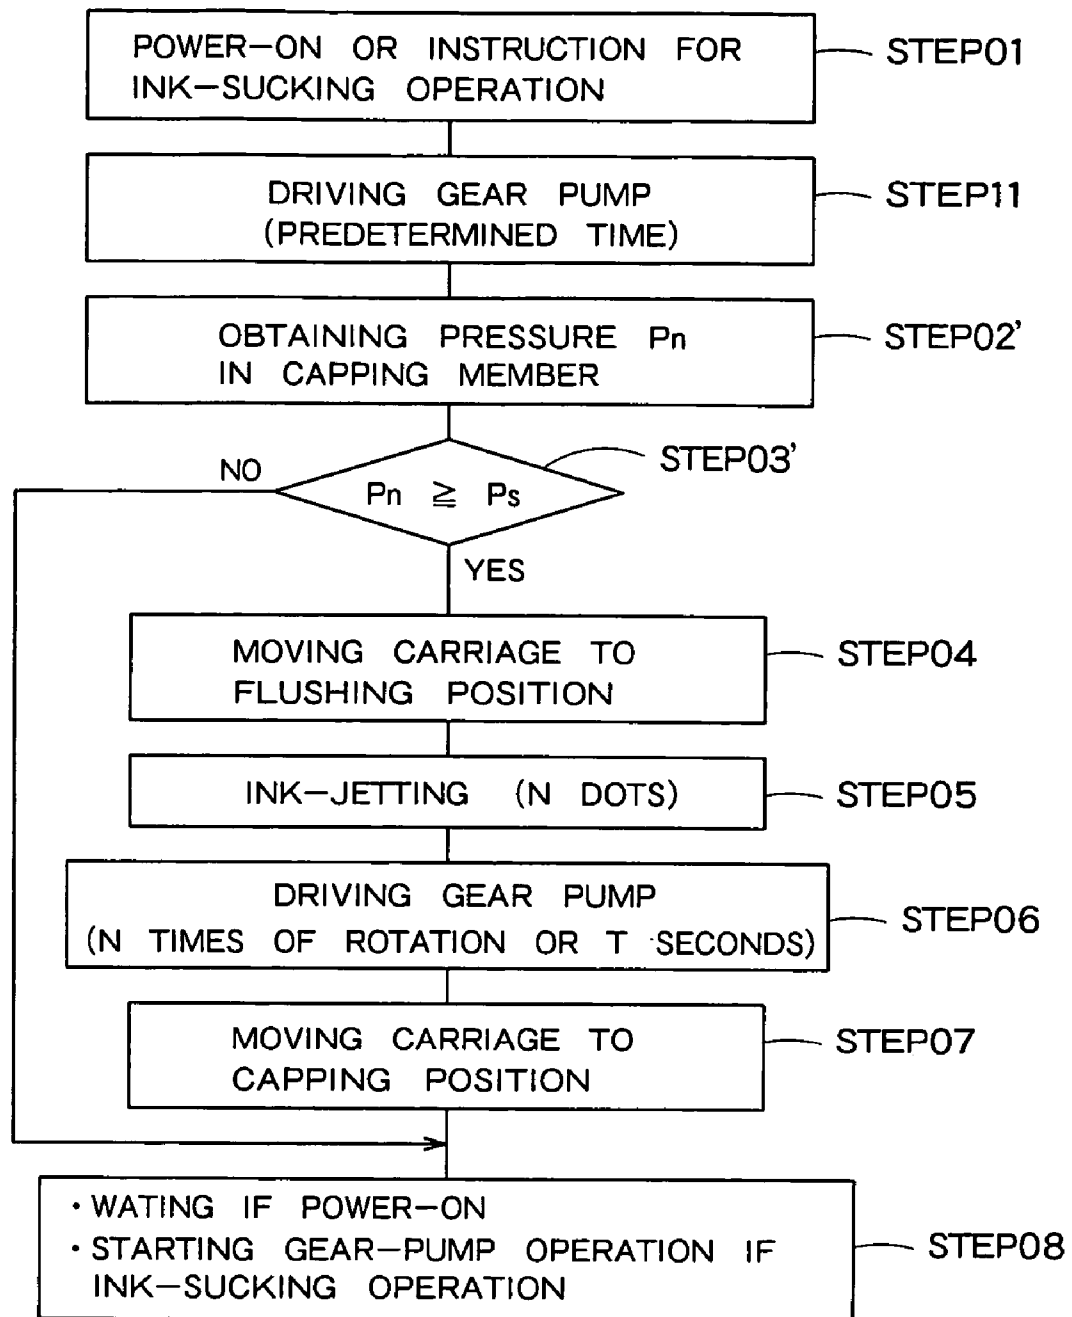 POWER-ON OR INSTRUCTION FOR
INK-SUCKING OPERATION
STEP01
DRIVING GEAR PUMP
(PREDETERMINED TIME)
STEP11
OBTAINING PRESSURE Pn
IN CAPPING MEMBER
STEP02'
STEP03'
NO
Pn ≧ Ps
YES
MOVING CARRIAGE TO
FLUSHING POSITION
STEP04
INK-JETTING (N DOTS)
STEP05
DRIVING GEAR PUMP
(N TIMES OF ROTATION OR T SECONDS)
STEP06
MOVING CARRIAGE TO
CAPPING POSITION
STEP07
・WATING IF POWER-ON
・STARTING GEAR-PUMP OPERATION IF
INK-SUCKING OPERATION
STEP08